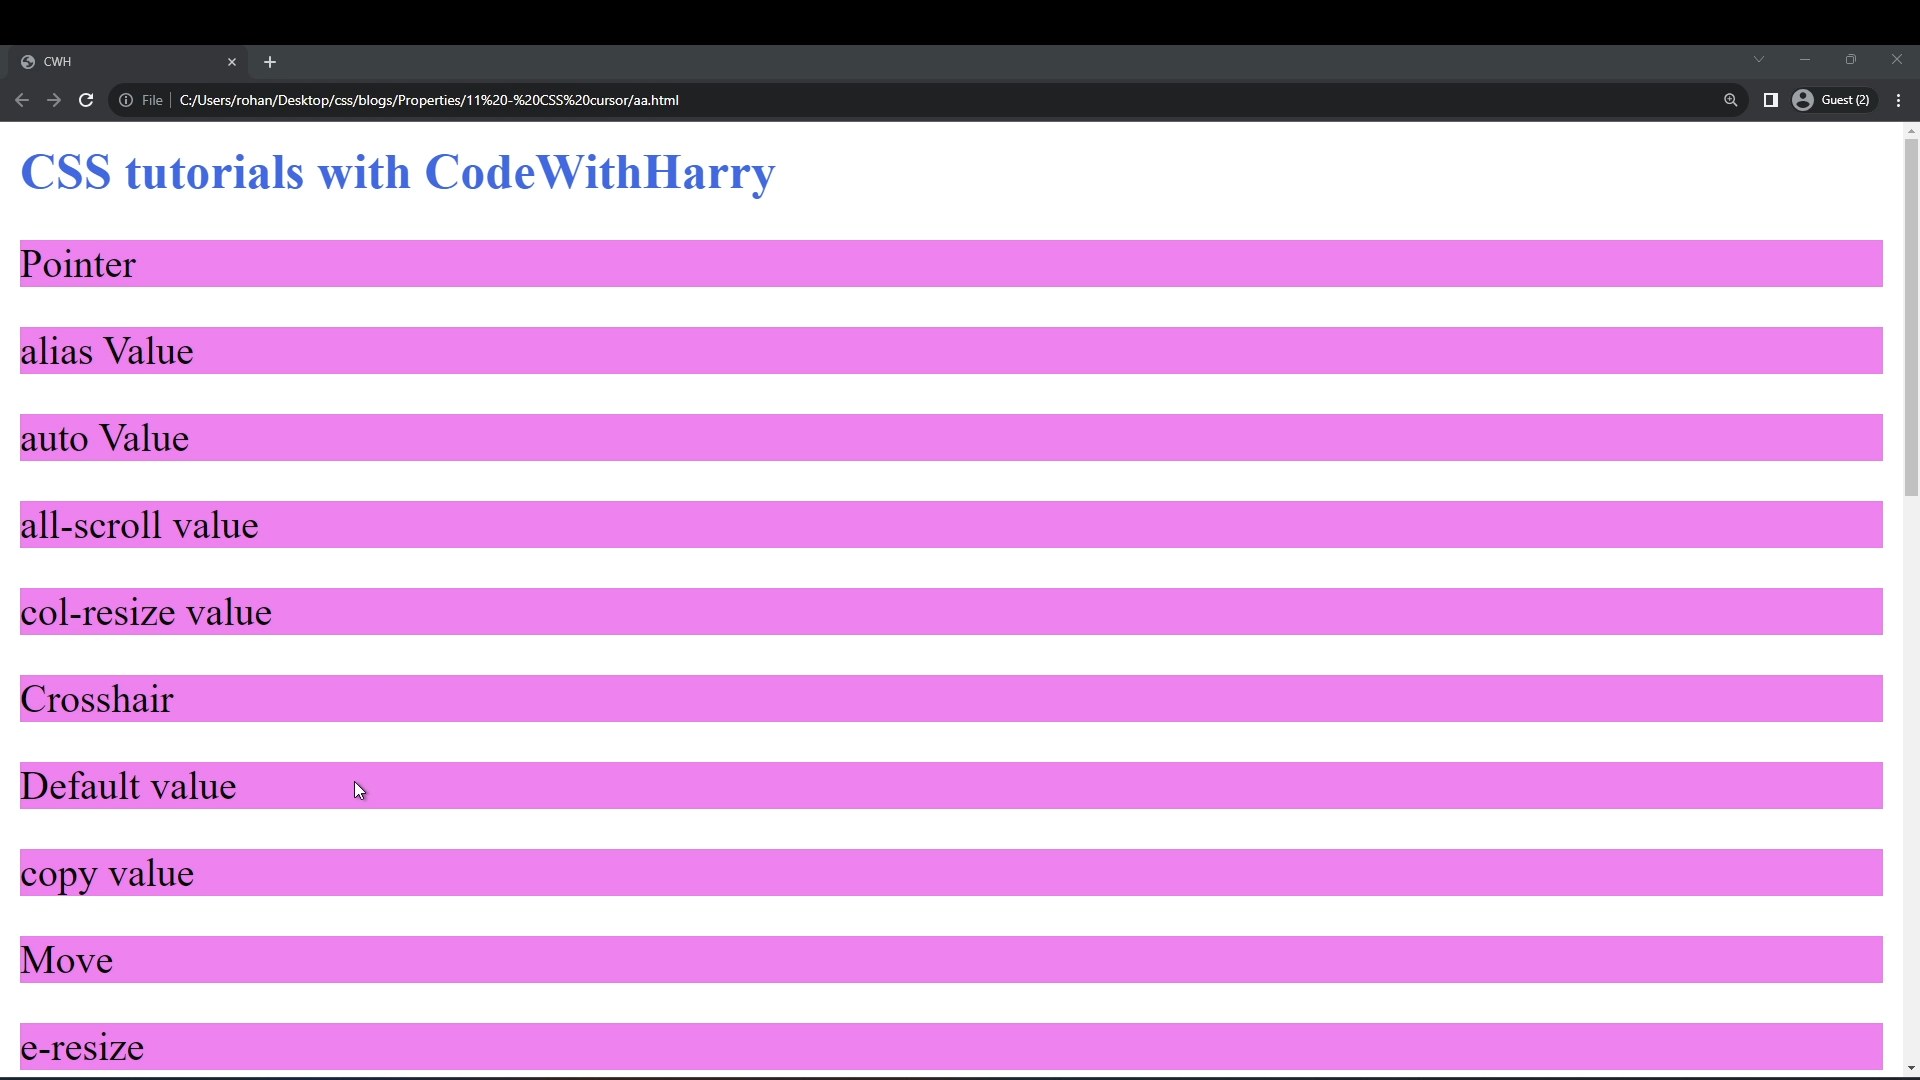 CWH
File
C:/Users/rohan/Desktop/css/blogs/Properties/11%20-%20CSS%20cursor/aa.html
Guest (2)
CSS tutorials with CodeWithHarry
Pointer
alias Value
auto Value
all-scroll value
col-resize value
Crosshair
Default value
copy value
Move
e-resize